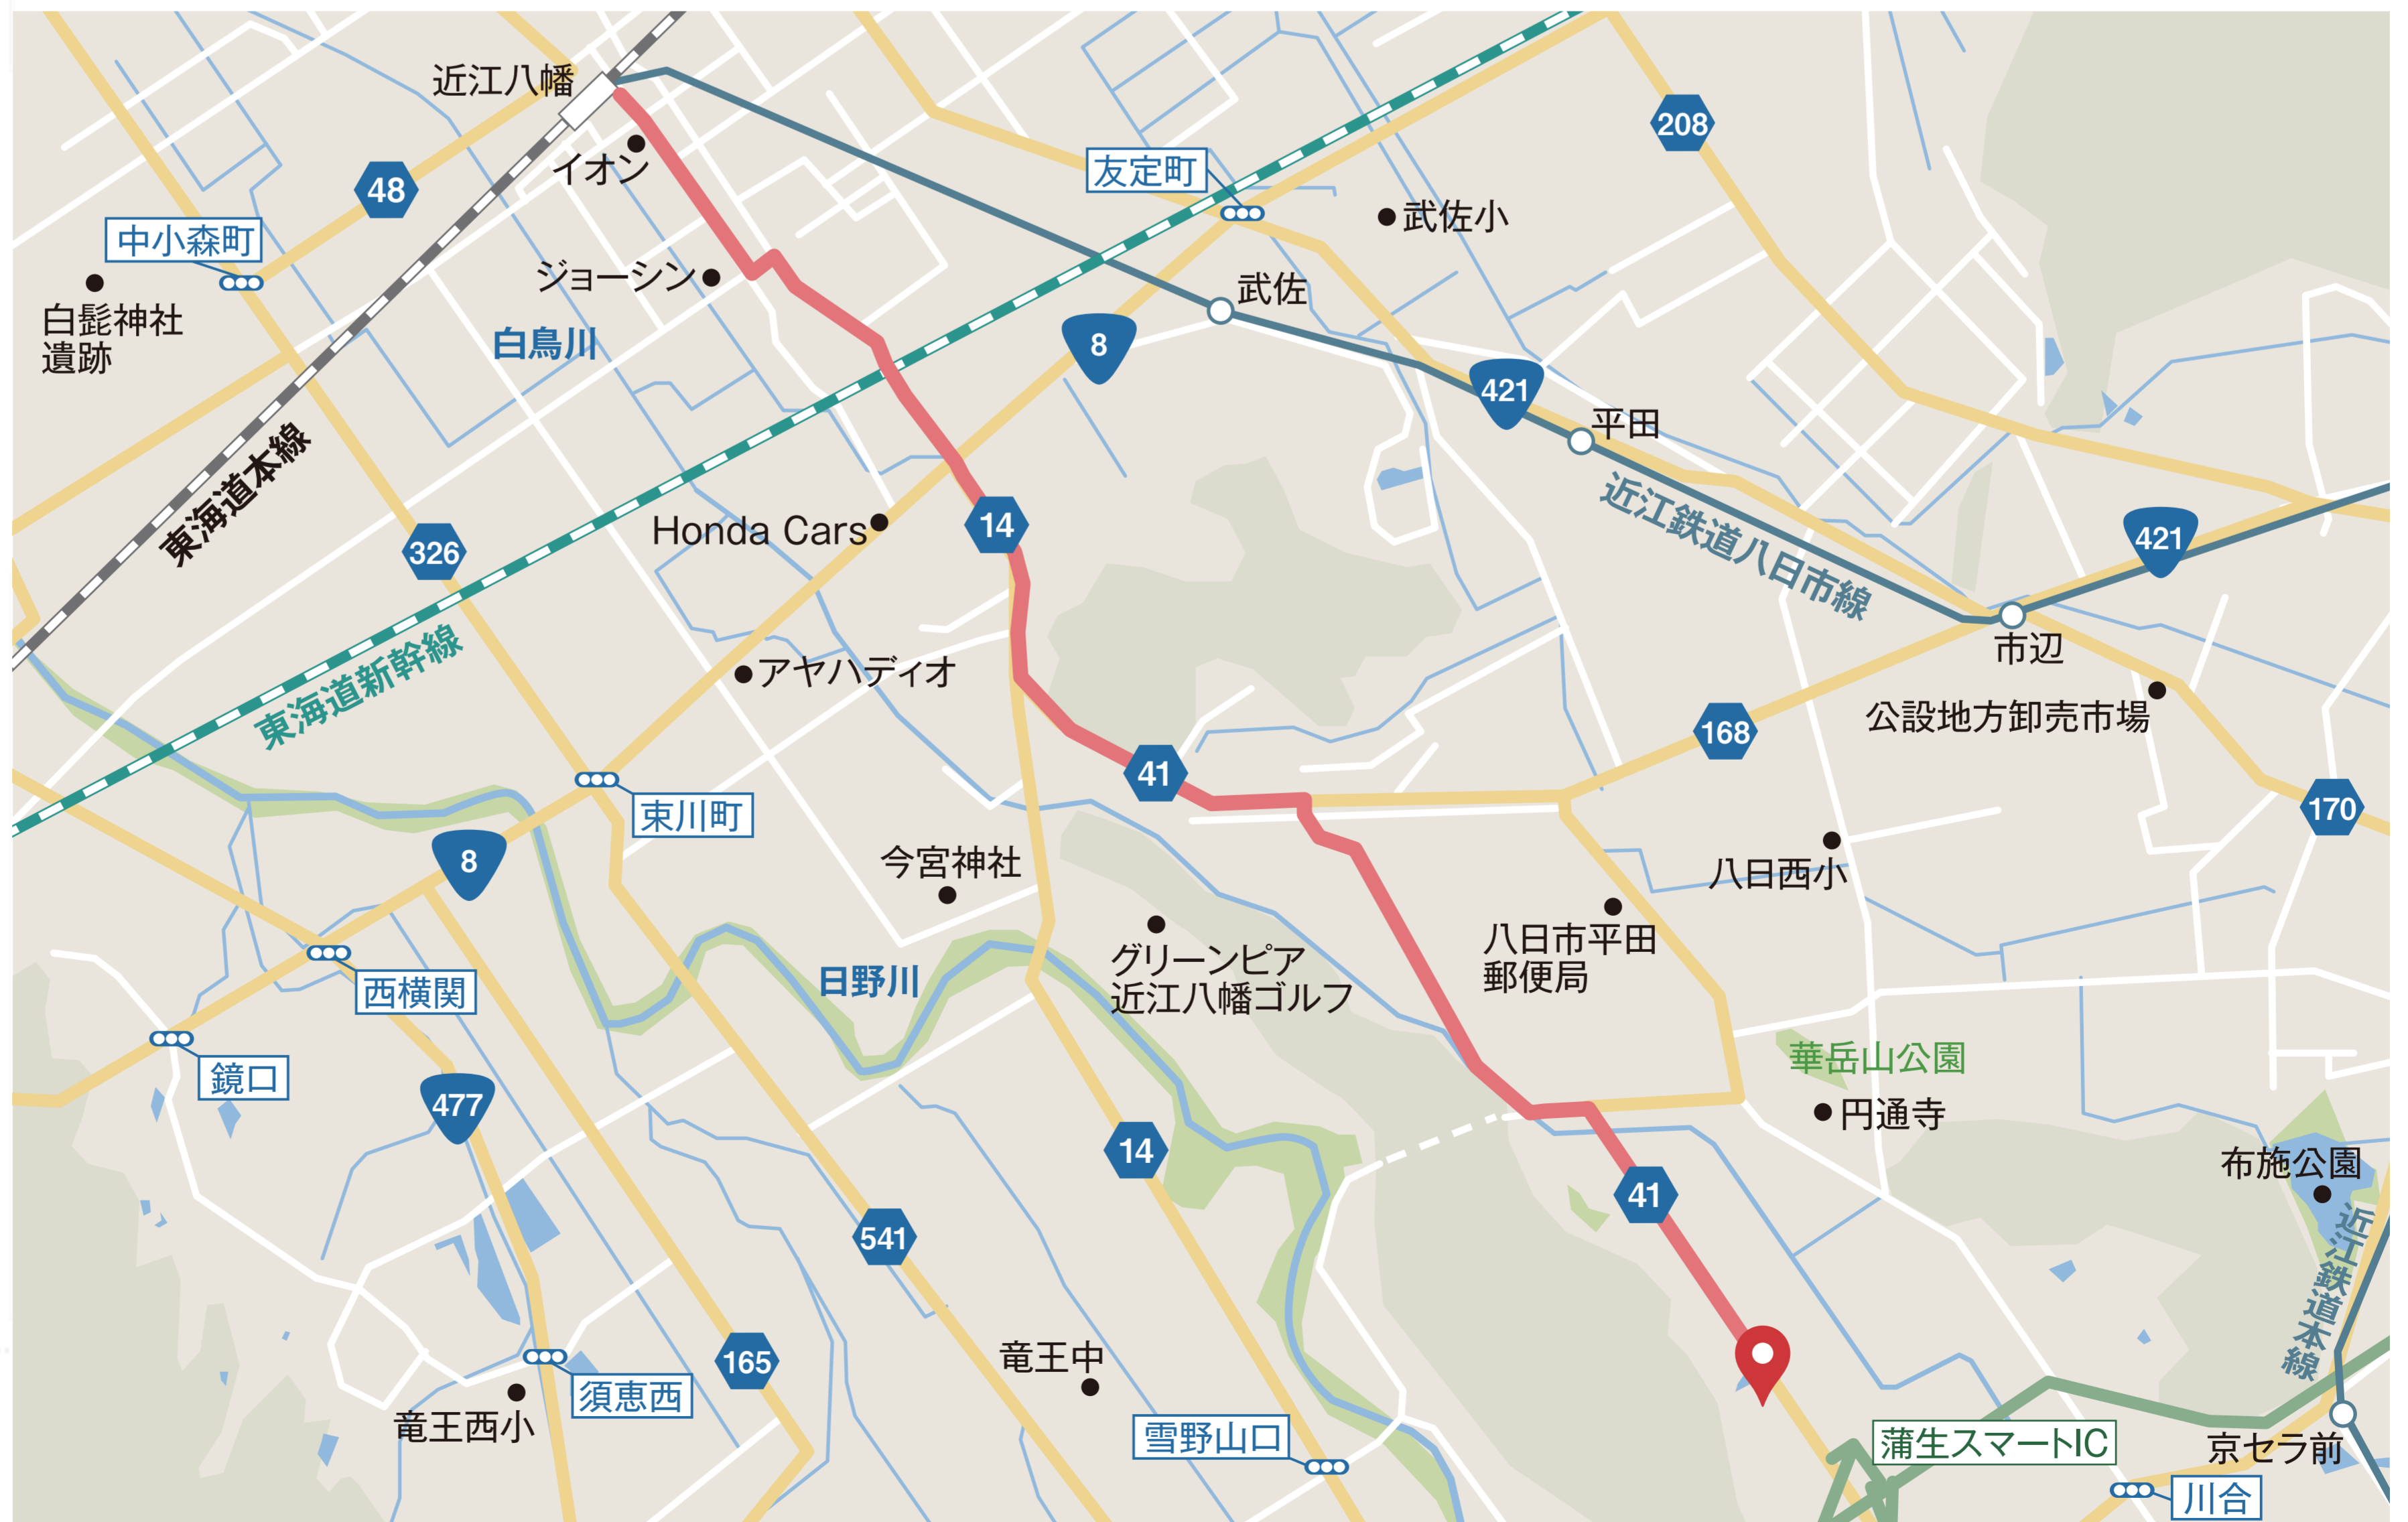 近江八幡
イオン
48
208
友定町
武佐小
中小森町
ジョーシン
白髭神社
遺跡
白鳥川
武佐
8
421
平田
東海道本線
近江鉄道八日市線
421
Honda Cars
14
326
東海道新幹線
アヤハディオ
市辺
公設地方卸売市場
168
41
170
束川町
8
今宮神社
八日西小
グリーンピア
近江八幡ゴルフ
八日市平田
郵便局
日野川
西横関
鏡口
華岳山公園
円通寺
477
14
布施公園
41
近江鉄道本線
541
竜王中
165
須恵西
竜王西小
雪野山口
蒲生スマートIC
京セラ前
川合